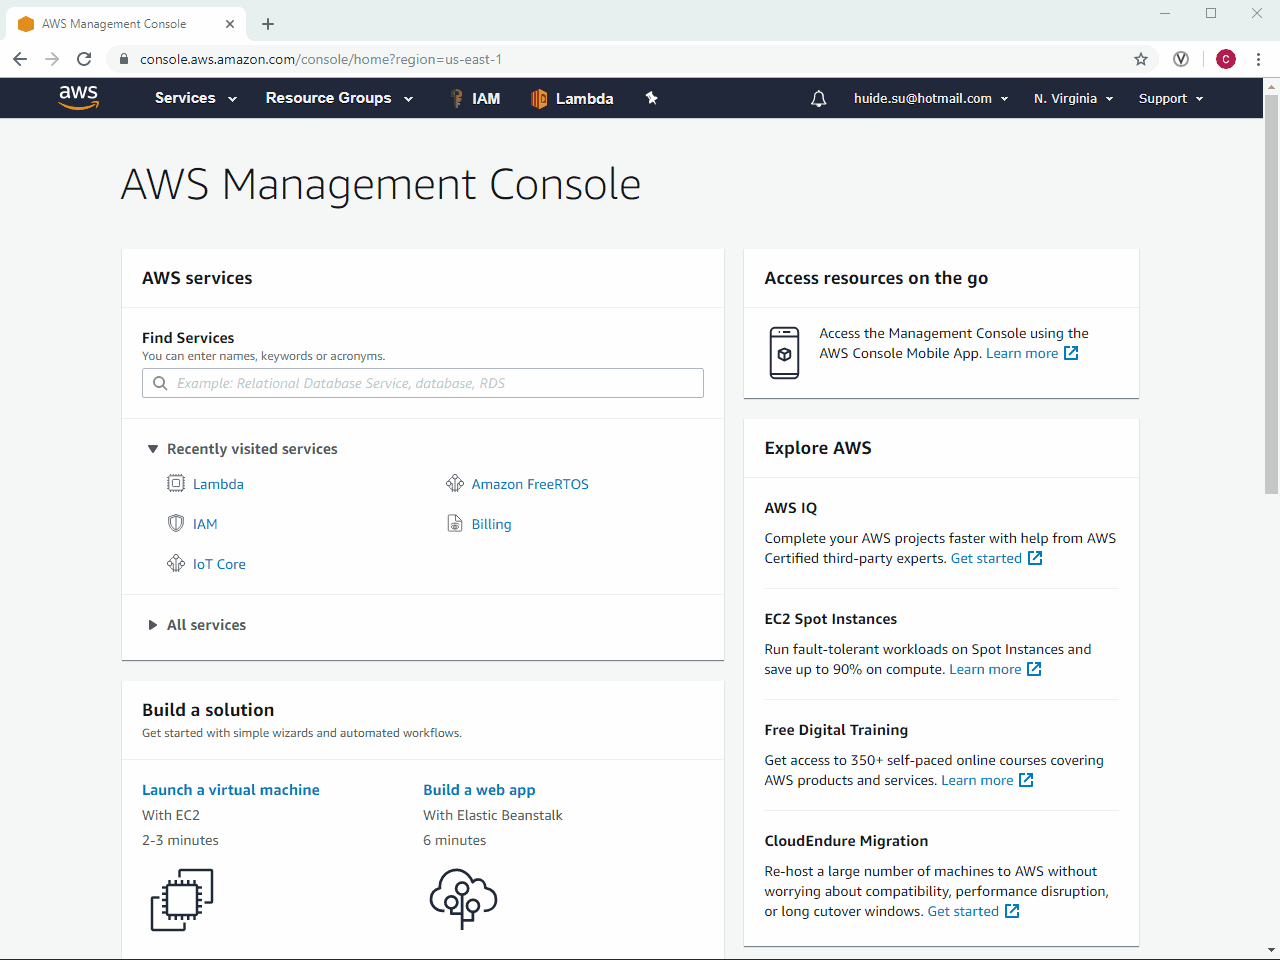 AWS Management Console
console.aws.amazon.com/console/home?region=us-east-1
C
aws Services Resource Groups IAM Lambda huide.su@hotmail.com N. Virginia Support
AWS Management Console
AWS services
Find Services
You can enter names, keywords or acronyms.
Example: Relational Database Service, database, RDS
Recently visited services
Lambda Amazon FreeRTOS
IAM Billing
IoT Core
All services
Build a solution
Get started with simple wizards and automated workflows.
Launch a virtual machine Build a web app
With EC2 With Elastic Beanstalk
2-3 minutes 6 minutes
Access resources on the go
Access the Management Console using the
AWS Console Mobile App. Learn more
Explore AWS
AWS IQ
Complete your AWS projects faster with help from AWS
Certified third-party experts. Get started
EC2 Spot Instances
Run fault-tolerant workloads on Spot Instances and
save up to 90% on compute. Learn more
Free Digital Training
Get access to 350+ self-paced online courses covering
AWS products and services. Learn more
CloudEndure Migration
Re-host a large number of machines to AWS without
worrying about compatibility, performance disruption,
or long cutover windows. Get started